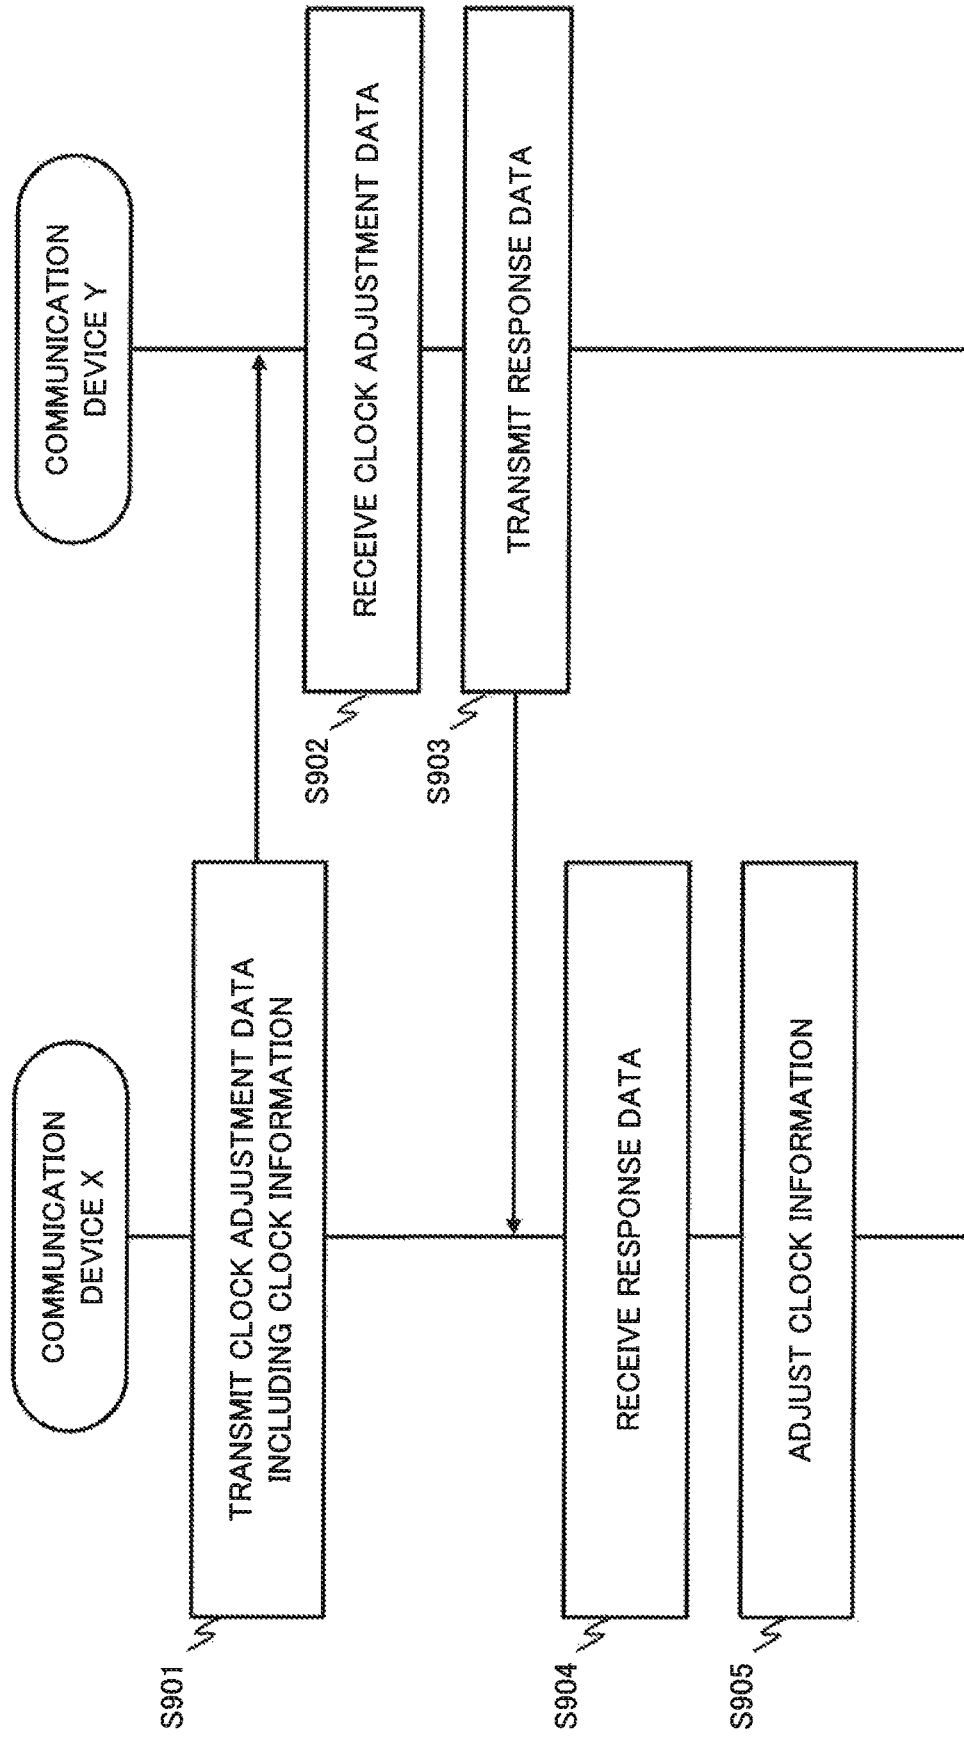 COMMUNICATION
DEVICE X
COMMUNICATION
DEVICE Y
S901
TRANSMIT CLOCK ADJUSTMENT DATA
INCLUDING CLOCK INFORMATION
S902
RECEIVE CLOCK ADJUSTMENT DATA
S903
TRANSMIT RESPONSE DATA
S904
RECEIVE RESPONSE DATA
S905
ADJUST CLOCK INFORMATION